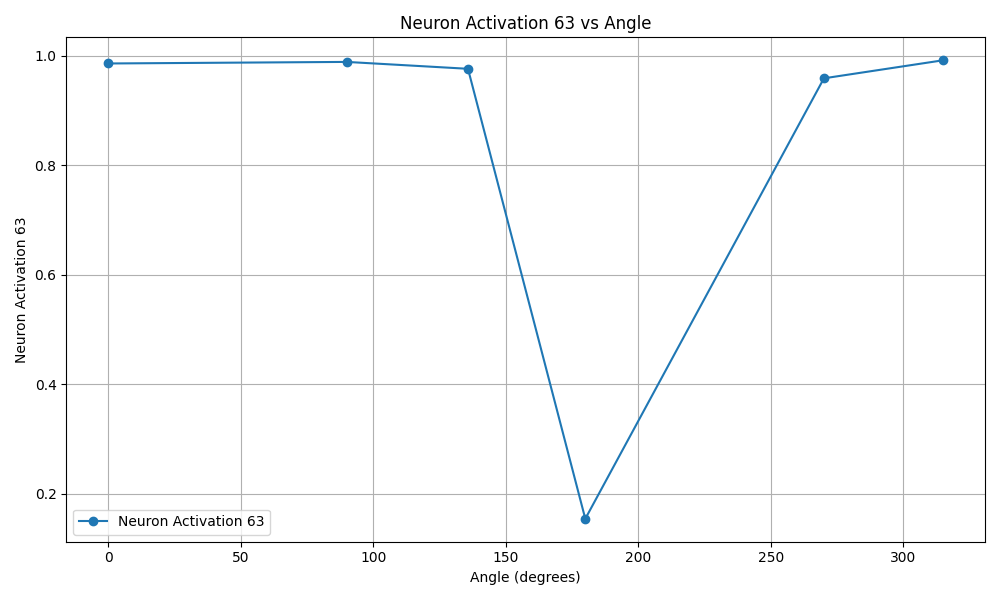 Neuron Activation 63 vs Angle
1.0
0.8
0.6
0.4
0.2
Neuron Activation 63
Neuron Activation 63
0 50 100 150 200 250 300
Angle (degrees)